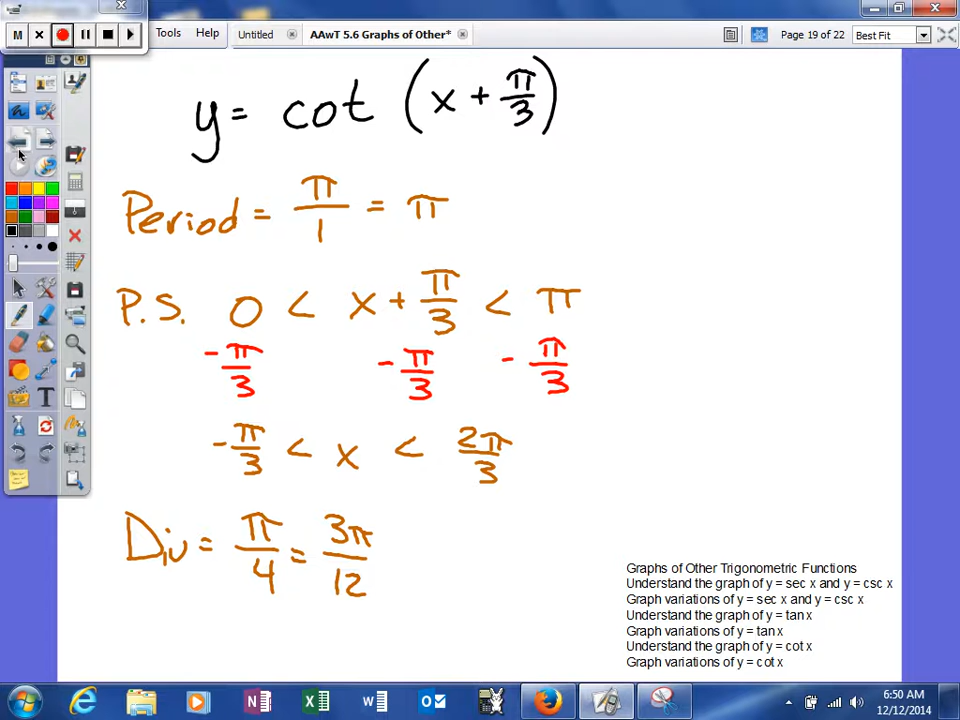 M
Tools Help Untitled AAwT 5.6 Graphs of Other* Page 19 of 22 Best Fit
y = cot (x + π/3)
Period = π/1 = π
P.S. 0 < x + π/3 < π
-π/3 -π/3 -π/3
-π/3 < x < 2π/3
Div = π/4 = 3π/12
Graphs of Other Trigonometric Functions
Understand the graph of y = sec x and y = csc x
Graph variations of y = sec x and y = csc x
Understand the graph of y = tan x
Graph variations of y = tan x
Understand the graph of y = cot x
Graph variations of y = cot x
6:50 AM
12/12/2014